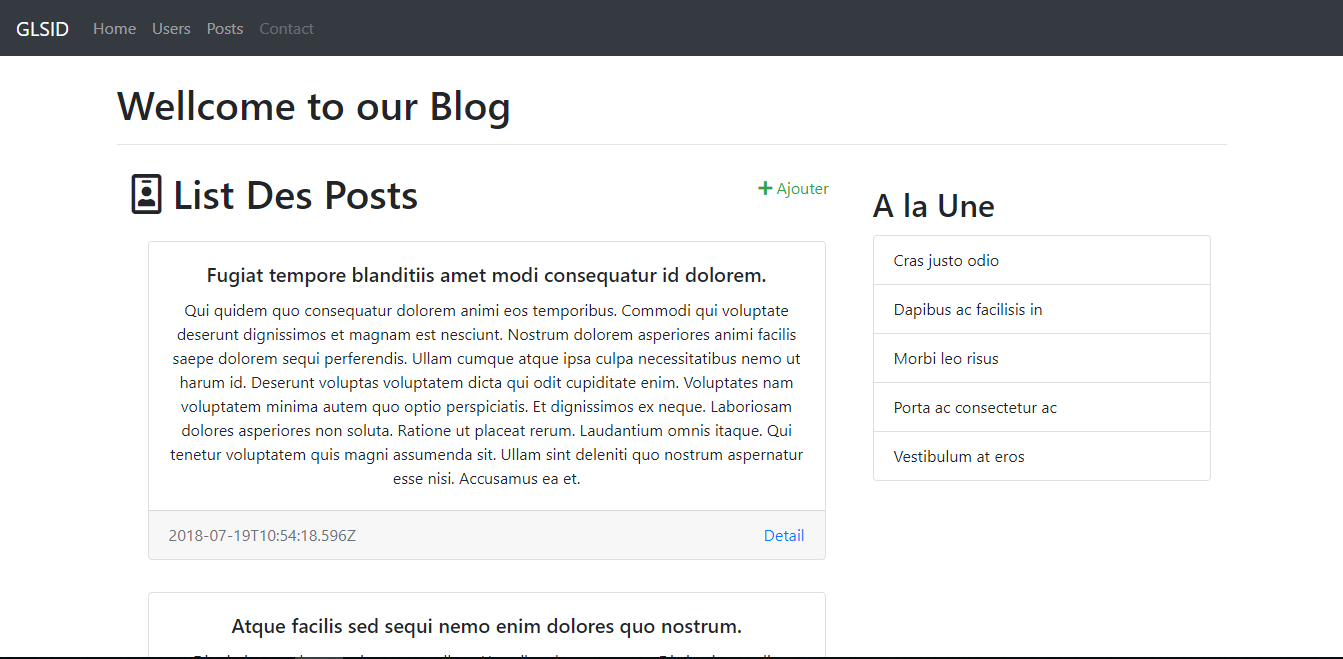 GLSID Home Users Posts Contact
Wellcome to our Blog
List Des Posts
Ajouter
Fugiat tempore blanditiis amet modi consequatur id dolorem.
Qui quidem quo consequatur dolorem animi eos temporibus. Commodi qui voluptate
deserunt dignissimos et magnam est nesciunt. Nostrum dolorem asperiores animi facilis
saepe dolorem sequi perferendis. Ullam cumque atque ipsa culpa necessitatibus nemo ut
harum id. Deserunt voluptas voluptatem dicta qui odit cupiditate enim. Voluptates nam
voluptatem minima autem quo optio perspiciatis. Et dignissimos ex neque. Laboriosam
dolores asperiores non soluta. Ratione ut placeat rerum. Laudantium omnis itaque. Qui
tenetur voluptatem quis magni assumenda sit. Ullam sint deleniti quo nostrum aspernatur
esse nisi. Accusamus ea et.
2018-07-19T10:54:18.596Z
Detail
Atque facilis sed sequi nemo enim dolores quo nostrum.
A la Une
Cras justo odio
Dapibus ac facilisis in
Morbi leo risus
Porta ac consectetur ac
Vestibulum at eros